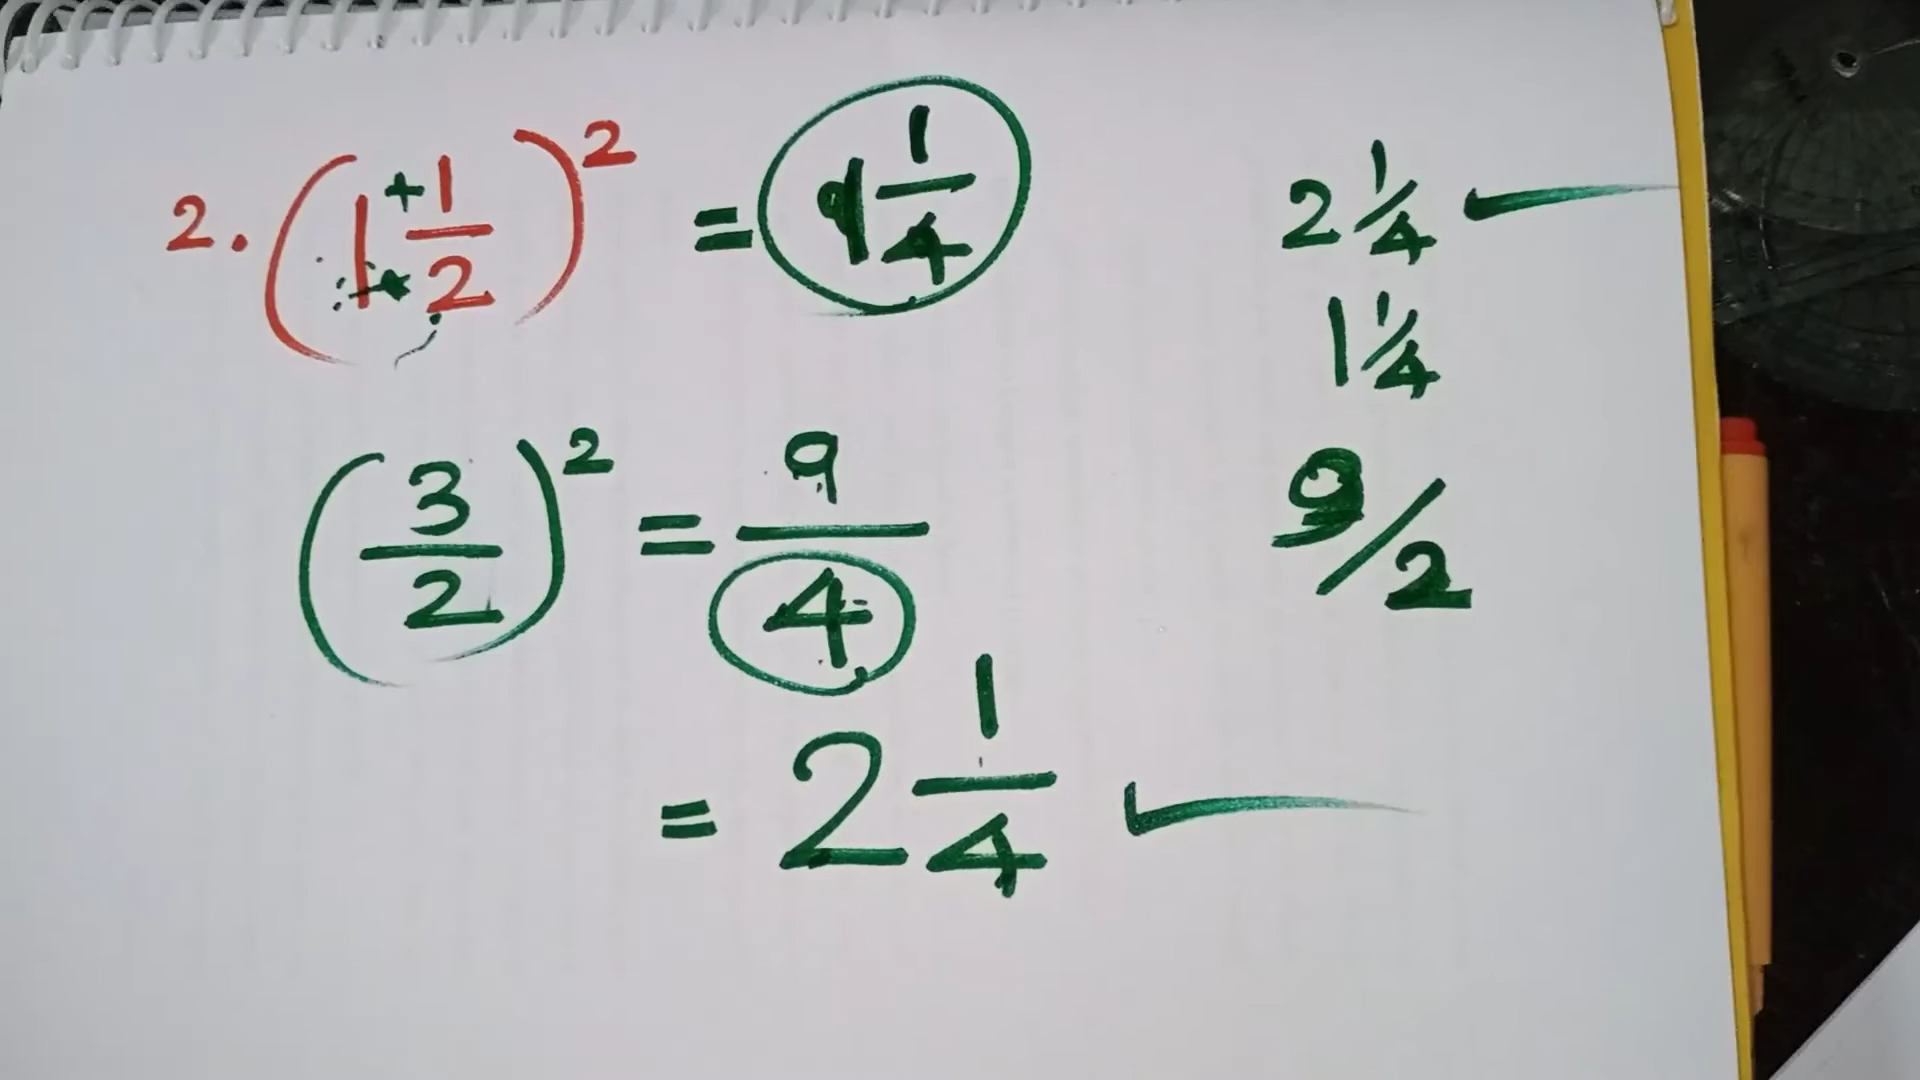 2. (1 + 1/2)² = 1 1/4
(3/2)² = 9/4
= 2 1/4 ✓
2 1/4 ✓
1 1/4
9/2